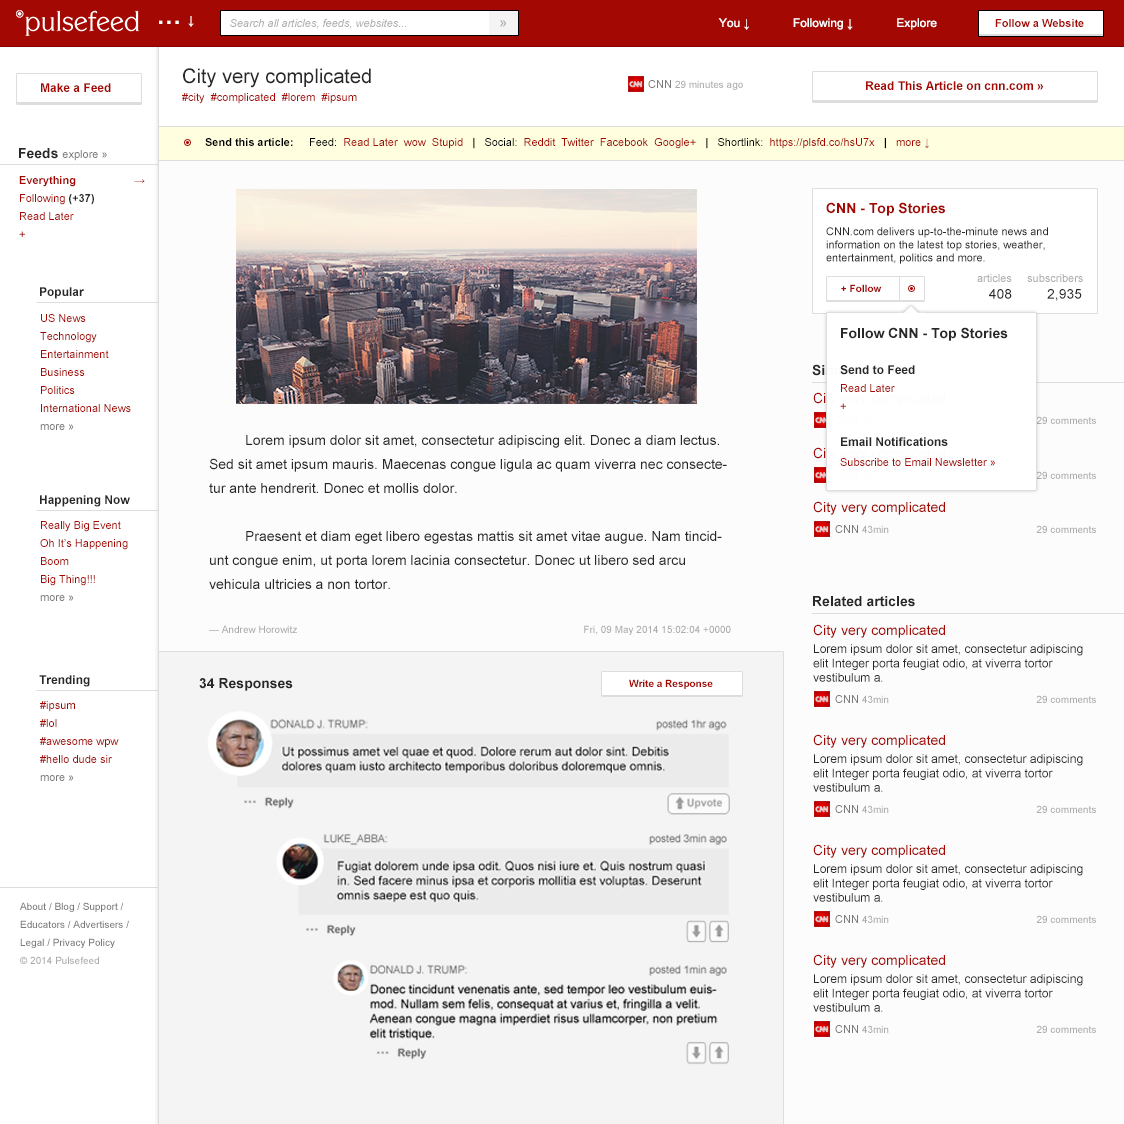 pulsefeed ... ↓
Search all articles, feeds, websites... »
You ↓ Following ↓ Explore Follow a Website
Make a Feed
Feeds explore »
Everything →
Following (+37)
Read Later
+
Popular
US News
Technology
Entertainment
Business
Politics
International News
more »
Happening Now
Really Big Event
Oh It's Happening
Boom
Big Thing!!!
more »
Trending
#ipsum
#lol
#awesome wpw
#hello dude sir
more »
About / Blog / Support /
Educators / Advertisers /
Legal / Privacy Policy
© 2014 Pulsefeed
City very complicated
#city #complicated #lorem #ipsum
CNN CNN 29 minutes ago
Read This Article on cnn.com »
Send this article: Feed: Read Later wow Stupid | Social: Reddit Twitter Facebook Google+ | Shortlink: https://plsfd.co/hsU7x | more ↓
Lorem ipsum dolor sit amet, consectetur adipiscing elit. Donec a diam lectus.
Sed sit amet ipsum mauris. Maecenas congue ligula ac quam viverra nec consecte-
tur ante hendrerit. Donec et mollis dolor.
Praesent et diam eget libero egestas mattis sit amet vitae augue. Nam tincid-
unt congue enim, ut porta lorem lacinia consectetur. Donec ut libero sed arcu
vehicula ultricies a non tortor.
— Andrew Horowitz Fri, 09 May 2014 15:02:04 +0000
34 Responses Write a Response
DONALD J. TRUMP: posted 1hr ago
Ut possimus amet vel quae et quod. Dolore rerum aut dolor sint. Debitis
dolores quam iusto architecto temporibus doloribus doloremque omnis.
... Reply Upvote
LUKE_ABBA: posted 3min ago
Fugiat dolorem unde ipsa odit. Quos nisi iure et. Quis nostrum quasi
in. Sed facere minus ipsa et corporis mollitia est voluptas. Deserunt
omnis saepe est quo quis.
... Reply
DONALD J. TRUMP: posted 1min ago
Donec tincidunt venenatis ante, sed tempor leo vestibulum euis-
mod. Nullam sem felis, consequat at varius et, fringilla a velit.
Aenean congue magna imperdiet risus ullamcorper, non pretium
elit tristique.
... Reply
CNN - Top Stories
CNN.com delivers up-to-the-minute news and
information on the latest top stories, weather,
entertainment, politics and more.
+ Follow
articles subscribers
408 2,935
Follow CNN - Top Stories
Send to Feed
Read Later
+
Email Notifications
Subscribe to Email Newsletter »
29 comments
29 comments
City very complicated
CNN CNN 43min 29 comments
Related articles
City very complicated
Lorem ipsum dolor sit amet, consectetur adipiscing
elit Integer porta feugiat odio, at viverra tortor
vestibulum a.
CNN CNN 43min 29 comments
City very complicated
Lorem ipsum dolor sit amet, consectetur adipiscing
elit Integer porta feugiat odio, at viverra tortor
vestibulum a.
CNN CNN 43min 29 comments
City very complicated
Lorem ipsum dolor sit amet, consectetur adipiscing
elit Integer porta feugiat odio, at viverra tortor
vestibulum a.
CNN CNN 43min 29 comments
City very complicated
Lorem ipsum dolor sit amet, consectetur adipiscing
elit Integer porta feugiat odio, at viverra tortor
vestibulum a.
CNN CNN 43min 29 comments